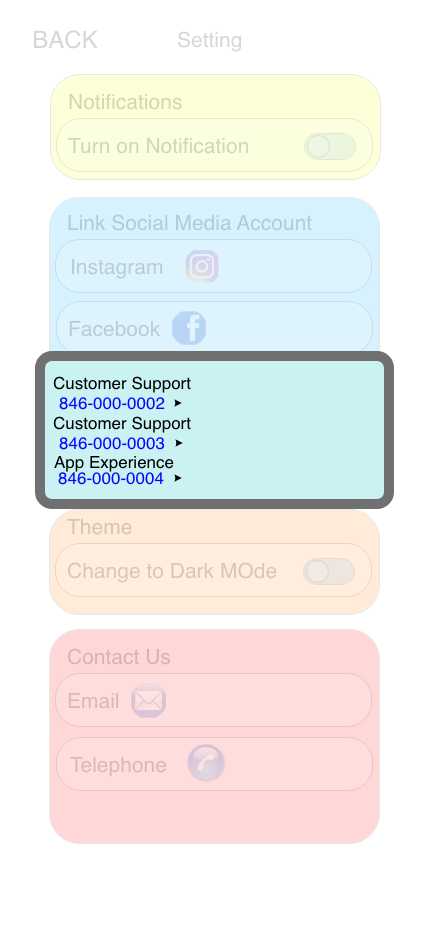 BACK Setting
Notifications
Turn on Notification
Link Social Media Account
Instagram
Facebook
Customer Support
846-000-0002
Customer Support
846-000-0003
App Experience
846-000-0004
Theme
Change to Dark MOde
Contact Us
Email
Telephone